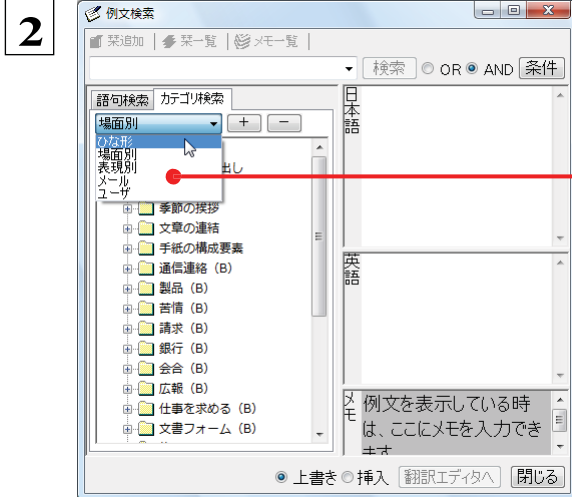 2
例文検索
栞追加 栞一覧 メモ一覧
検索 OR AND 条件
語句検索 カテゴリ検索
場面別 + −
ひな形
場面別
表現別
出し
メール
ユーザ
季節の挨拶
文章の連結
手紙の構成要素
通信連絡 (B)
製品 (B)
苦情 (B)
請求 (B)
銀行 (B)
会合 (B)
広報 (B)
仕事を求める (B)
文書フォーム (B)
日本語
英語
メモ
例文を表示している時
は、ここにメモを入力でき
ます
上書き 挿入 翻訳エディタへ 閉じる